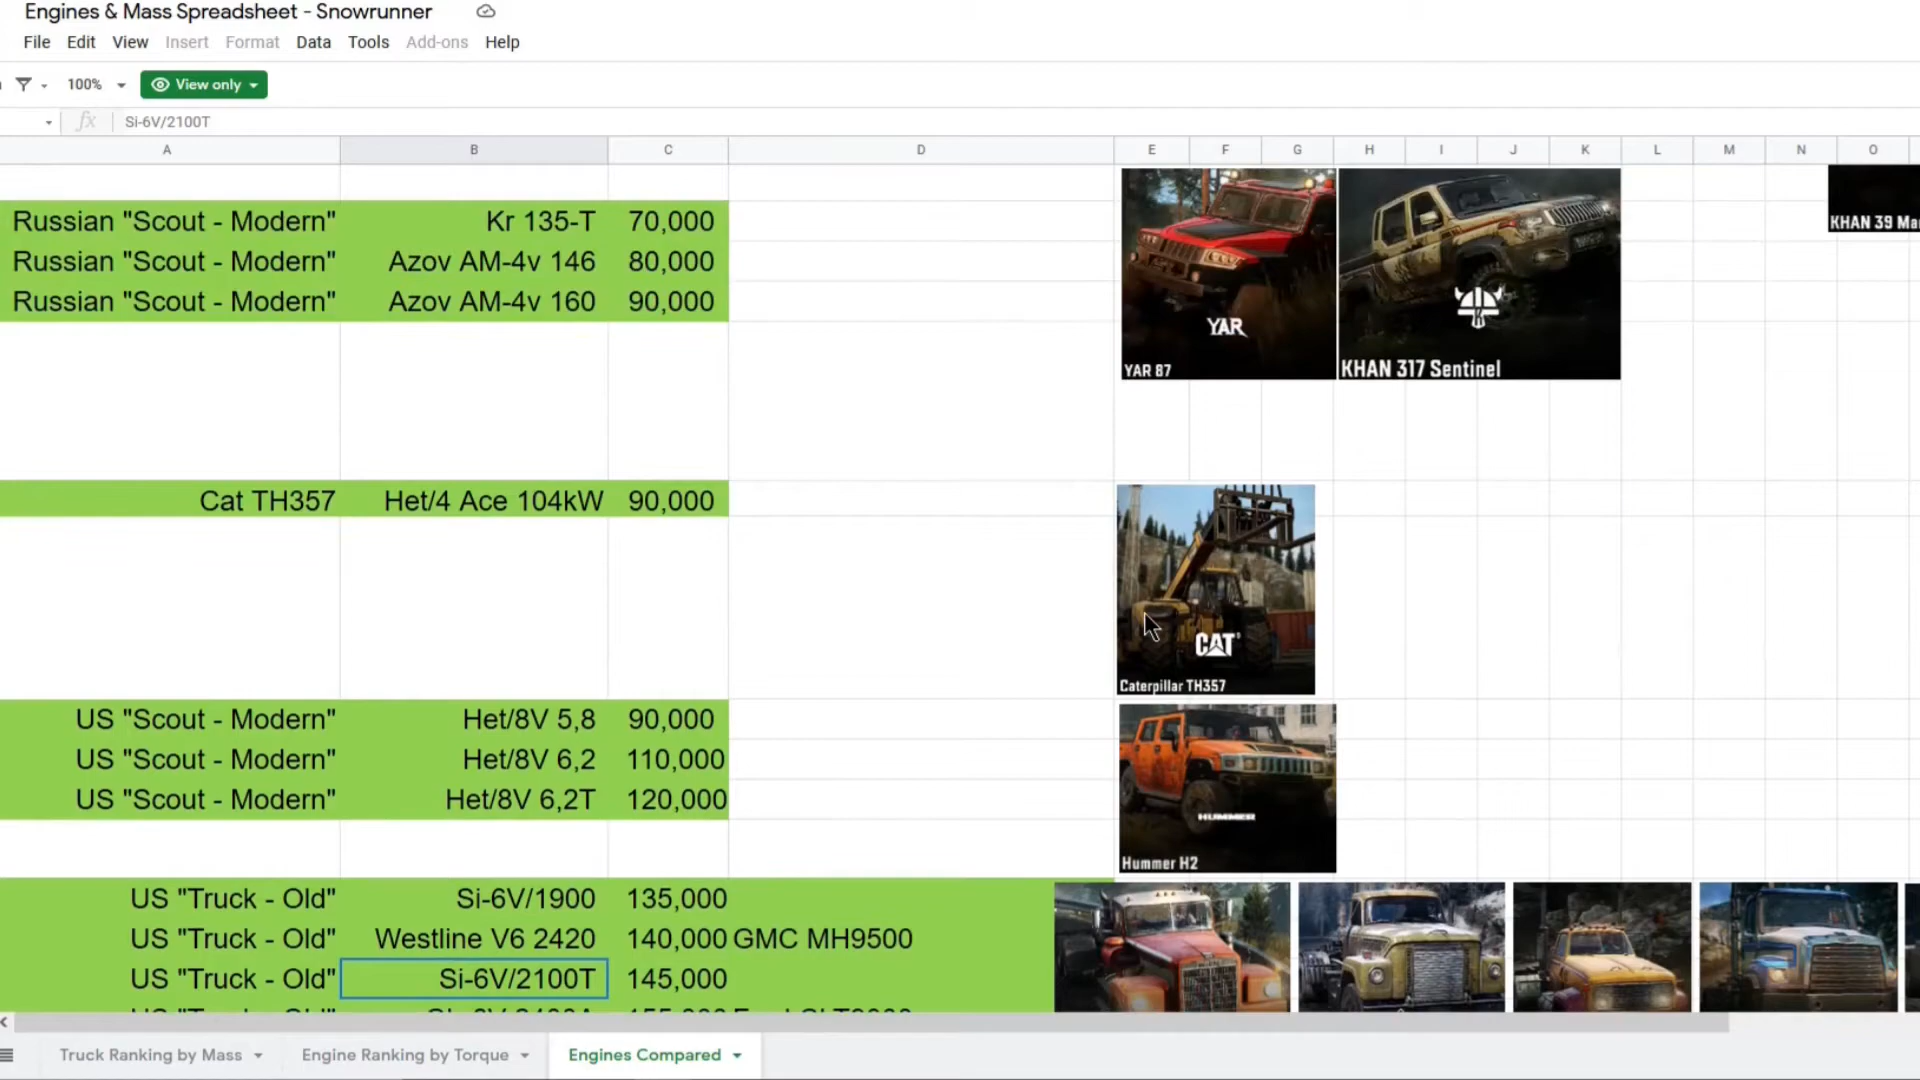 Engines & Mass Spreadsheet - Snowrunner
File Edit View Insert Format Data Tools Add-ons Help
100% View only
fx Si-6V/2100T
A B C D E F G H I J K L M N O
Russian "Scout - Modern" Kr 135-T 70,000
Russian "Scout - Modern" Azov AM-4v 146 80,000
Russian "Scout - Modern" Azov AM-4v 160 90,000
YAR
YAR 87
KHAN 317 Sentinel
KHAN 39 Ma
Cat TH357 Het/4 Ace 104kW 90,000
CAT
Caterpillar TH357
US "Scout - Modern" Het/8V 5,8 90,000
US "Scout - Modern" Het/8V 6,2 110,000
US "Scout - Modern" Het/8V 6,2T 120,000
HUMMER
Hummer H2
US "Truck - Old" Si-6V/1900 135,000
US "Truck - Old" Westline V6 2420 140,000 GMC MH9500
US "Truck - Old" Si-6V/2100T 145,000
Truck Ranking by Mass Engine Ranking by Torque Engines Compared